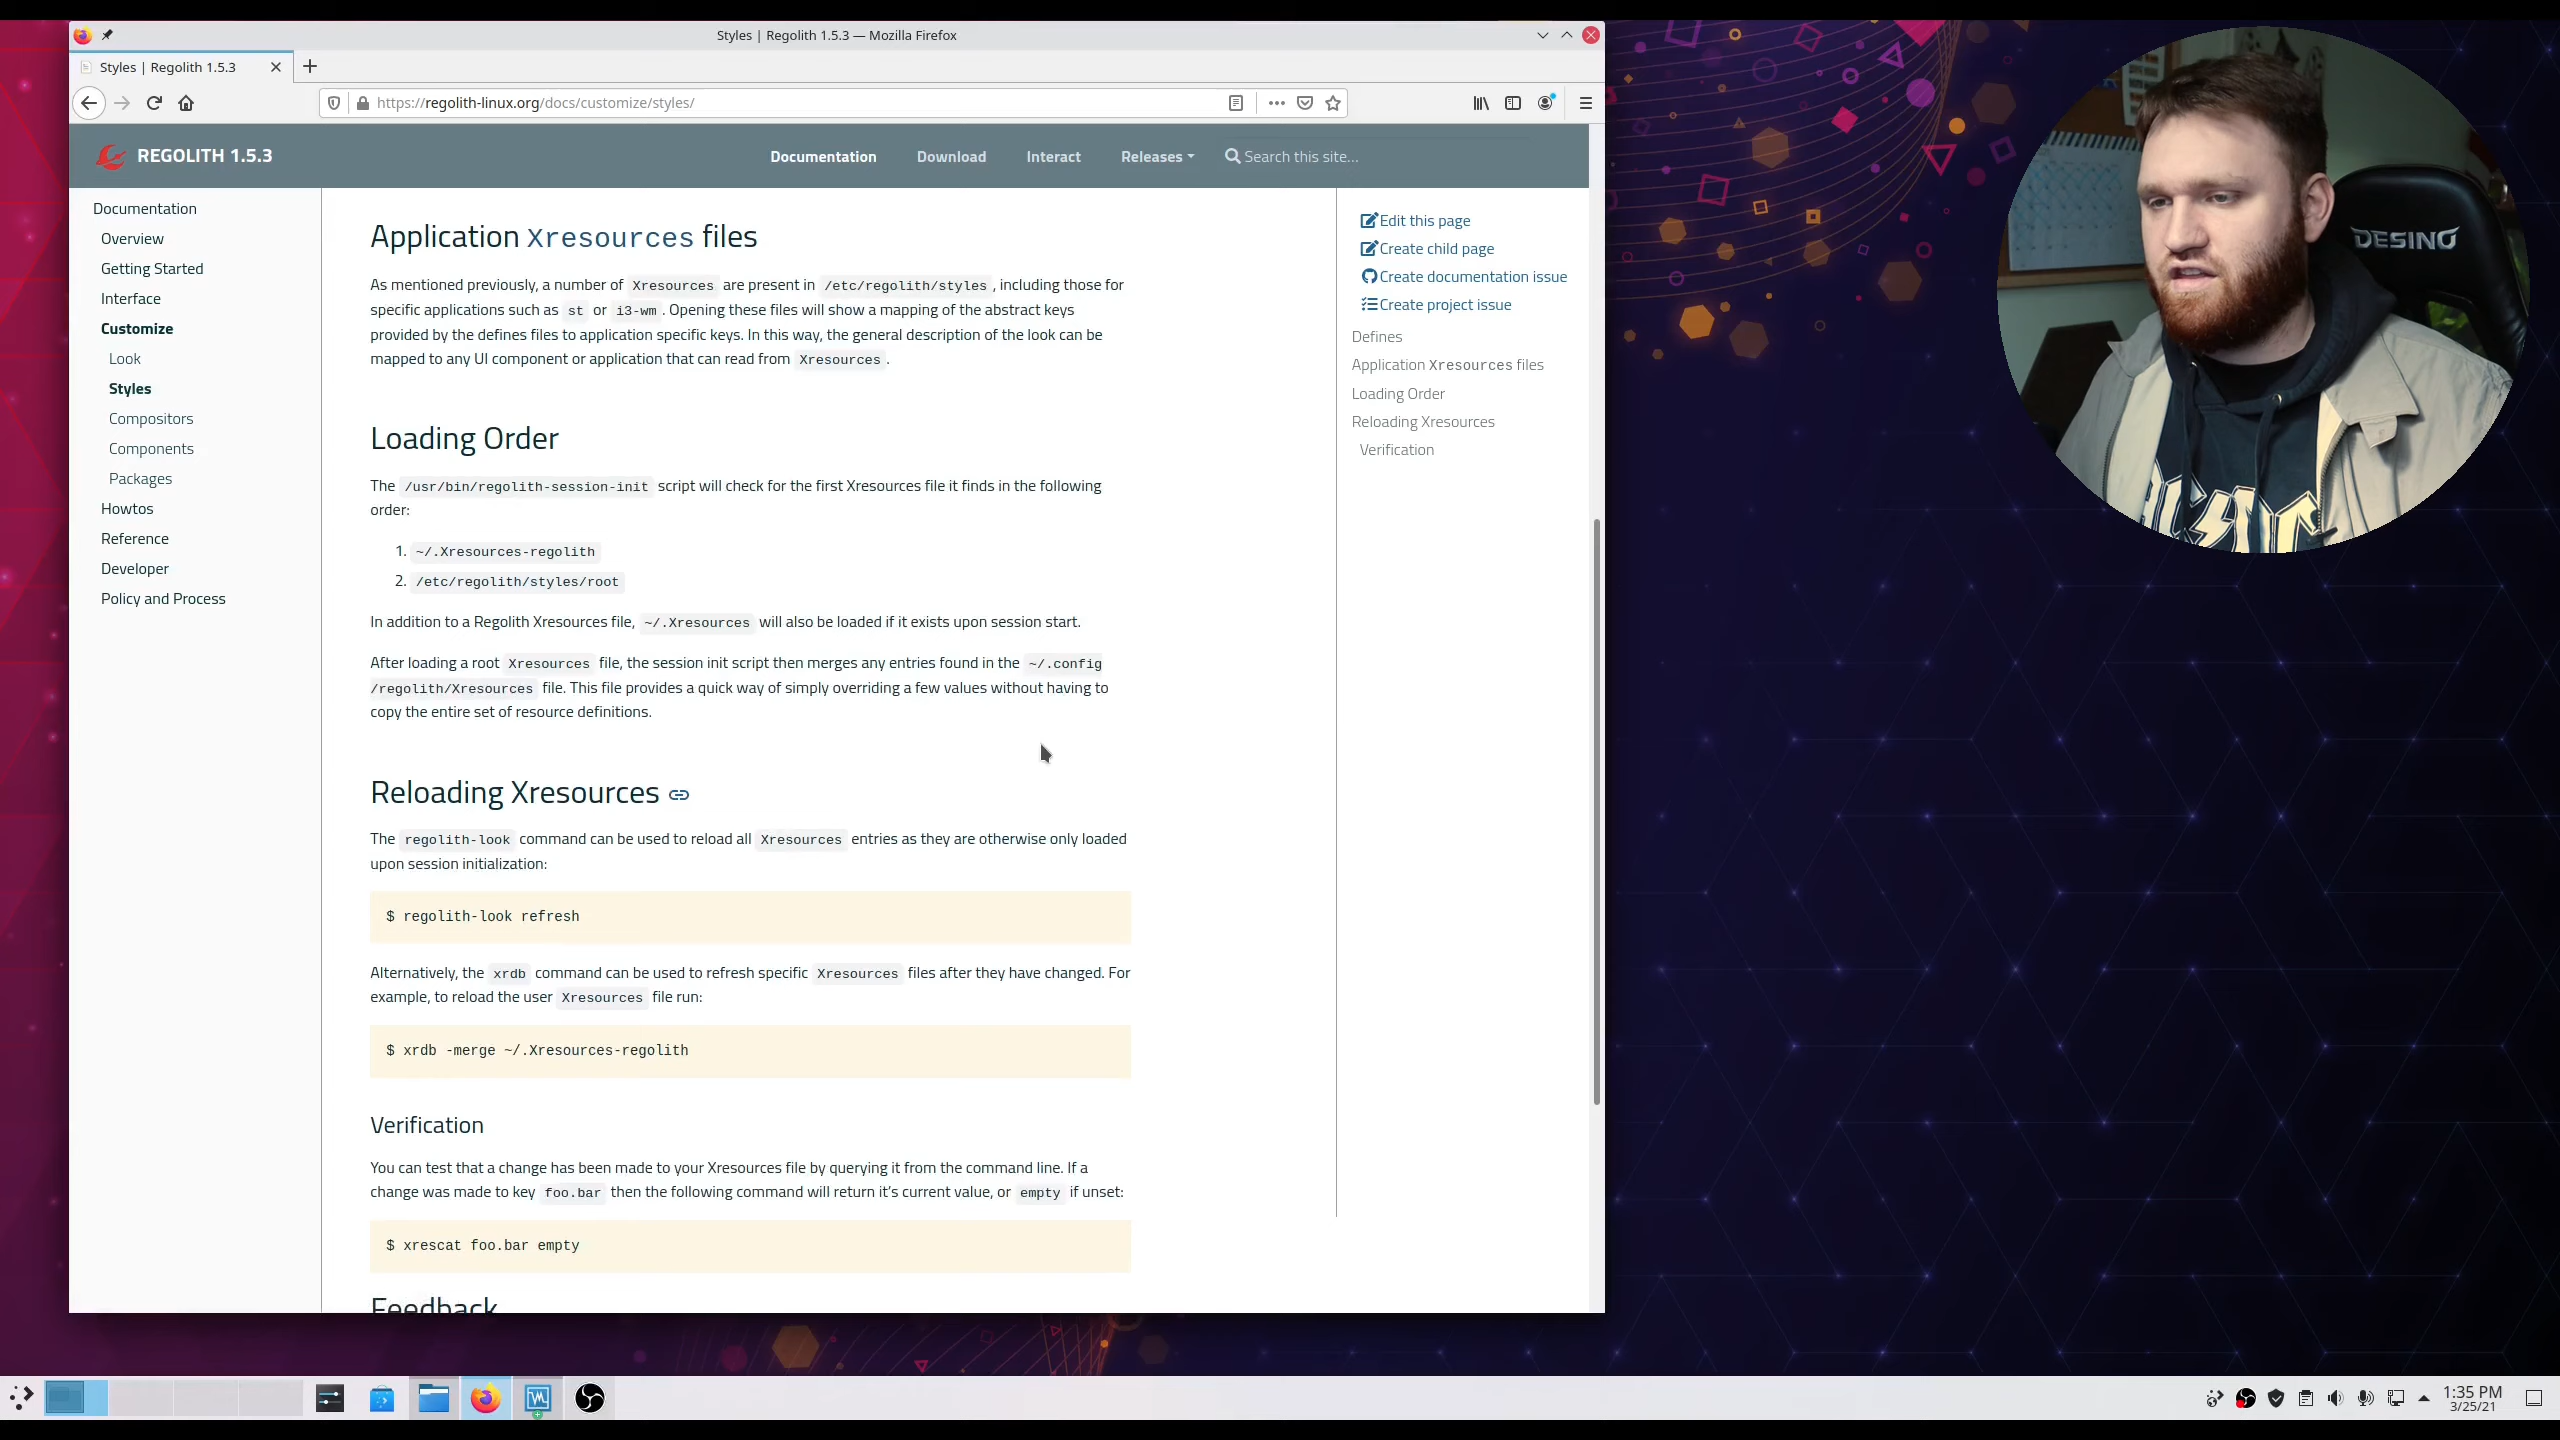 Styles | Regolith 1.5.3 — Mozilla Firefox
Styles | Regolith 1.5.3
https://regolith-linux.org/docs/customize/styles/
REGOLITH 1.5.3
Documentation
Download
Interact
Releases
Search this site...
Documentation
Overview
Getting Started
Interface
Customize
Look
Styles
Compositors
Components
Packages
Howtos
Reference
Developer
Policy and Process
Application Xresources files
As mentioned previously, a number of Xresources are present in /etc/regolith/styles, including those for
specific applications such as st or i3-wm. Opening these files will show a mapping of the abstract keys
provided by the defines files to application specific keys. In this way, the general description of the look can be
mapped to any UI component or application that can read from Xresources.
Loading Order
The /usr/bin/regolith-session-init script will check for the first Xresources file it finds in the following
order:
1. ~/.Xresources-regolith
2. /etc/regolith/styles/root
In addition to a Regolith Xresources file, ~/.Xresources will also be loaded if it exists upon session start.
After loading a root Xresources file, the session init script then merges any entries found in the ~/.config
/regolith/Xresources file. This file provides a quick way of simply overriding a few values without having to
copy the entire set of resource definitions.
Reloading Xresources
The regolith-look command can be used to reload all Xresources entries as they are otherwise only loaded
upon session initialization:
$ regolith-look refresh
Alternatively, the xrdb command can be used to refresh specific Xresources files after they have changed. For
example, to reload the user Xresources file run:
$ xrdb -merge ~/.Xresources-regolith
Verification
You can test that a change has been made to your Xresources file by querying it from the command line. If a
change was made to key foo.bar then the following command will return it's current value, or empty if unset:
$ xrescat foo.bar empty
Feedback
Edit this page
Create child page
Create documentation issue
Create project issue
Defines
Application Xresources files
Loading Order
Reloading Xresources
Verification
DESINO
1:35 PM
3/25/21